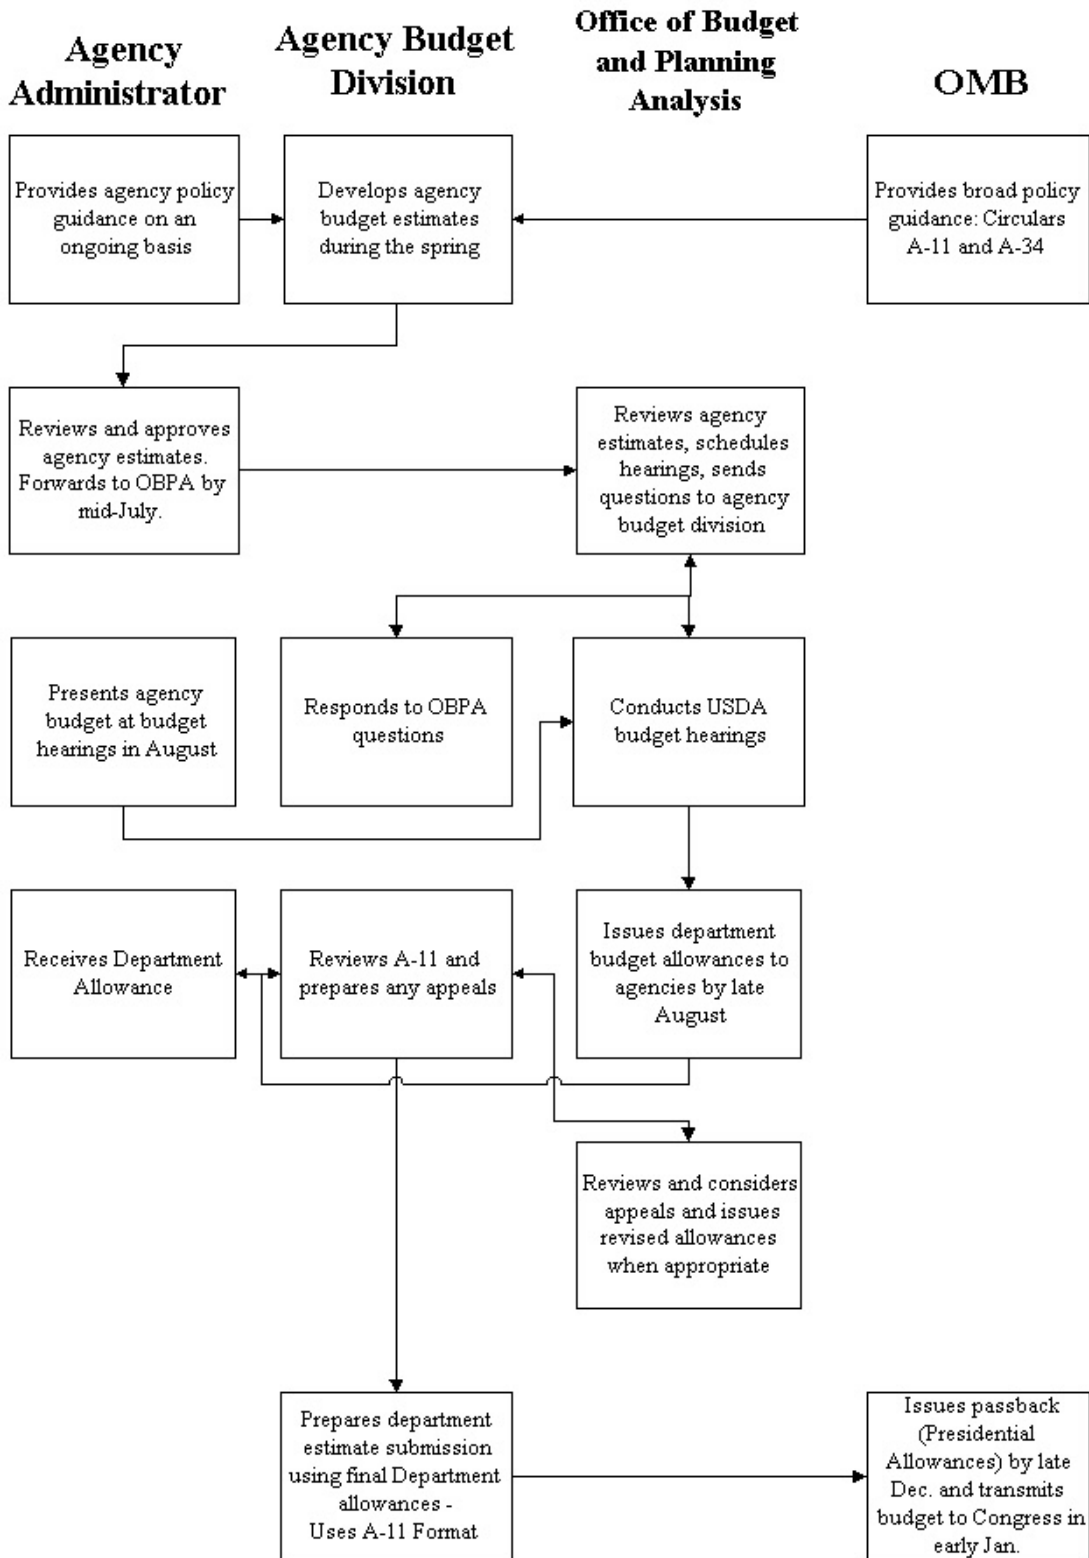 Agency
Administrator
Agency Budget
Division
Office of Budget
and Planning
Analysis
OMB
Provides agency policy
guidance on an
ongoing basis
Develops agency
budget estimates
during the spring
Provides broad policy
guidance: Circulars
A-11 and A-34
Reviews and approves
agency estimates.
Forwards to OBPA by
mid-July.
Reviews agency
estimates, schedules
hearings, sends
questions to agency
budget division
Presents agency
budget at budget
hearings in August
Responds to OBPA
questions
Conducts USDA
budget hearings
Receives Department
Allowance
Reviews A-11 and
prepares any appeals
Issues department
budget allowances to
agencies by late
August
Reviews and considers
appeals and issues
revised allowances
when appropriate
Prepares department
estimate submission
using final Department
allowances -
Uses A-11 Format
Issues passback
(Presidential
Allowances) by late
Dec. and transmits
budget to Congress in
early Jan.